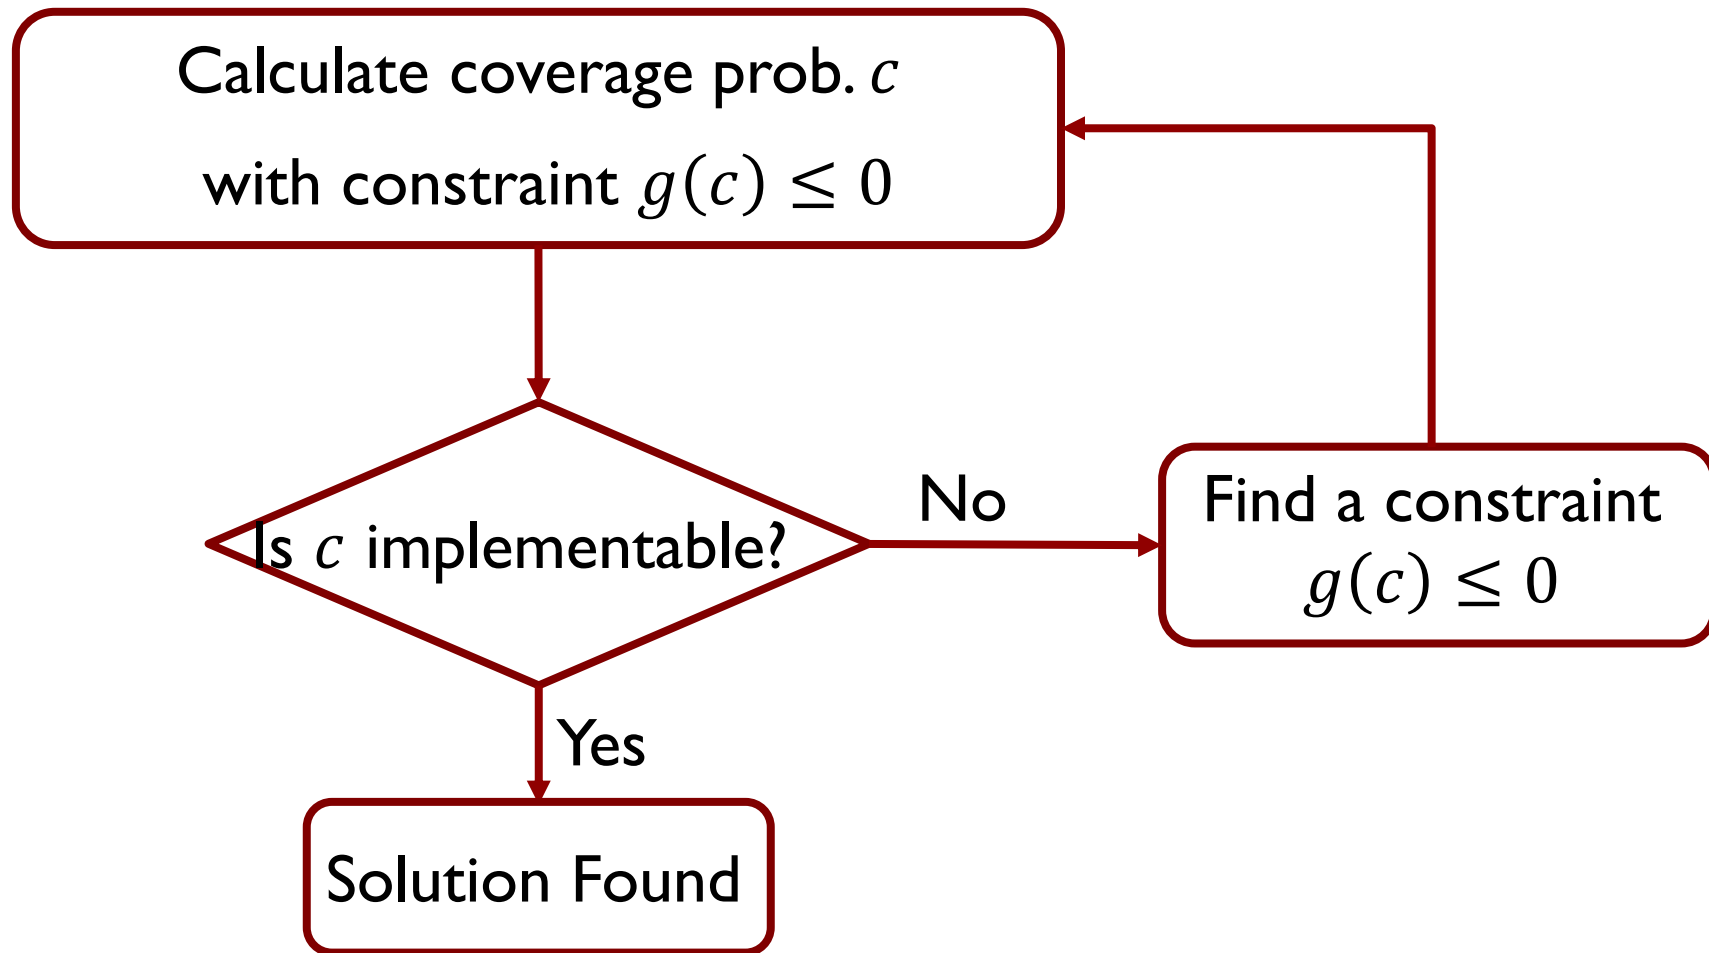 Calculate coverage prob. c
with constraint g(c) ≤ 0
Is c implementable?
No
Find a constraint
g(c) ≤ 0
Yes
Solution Found